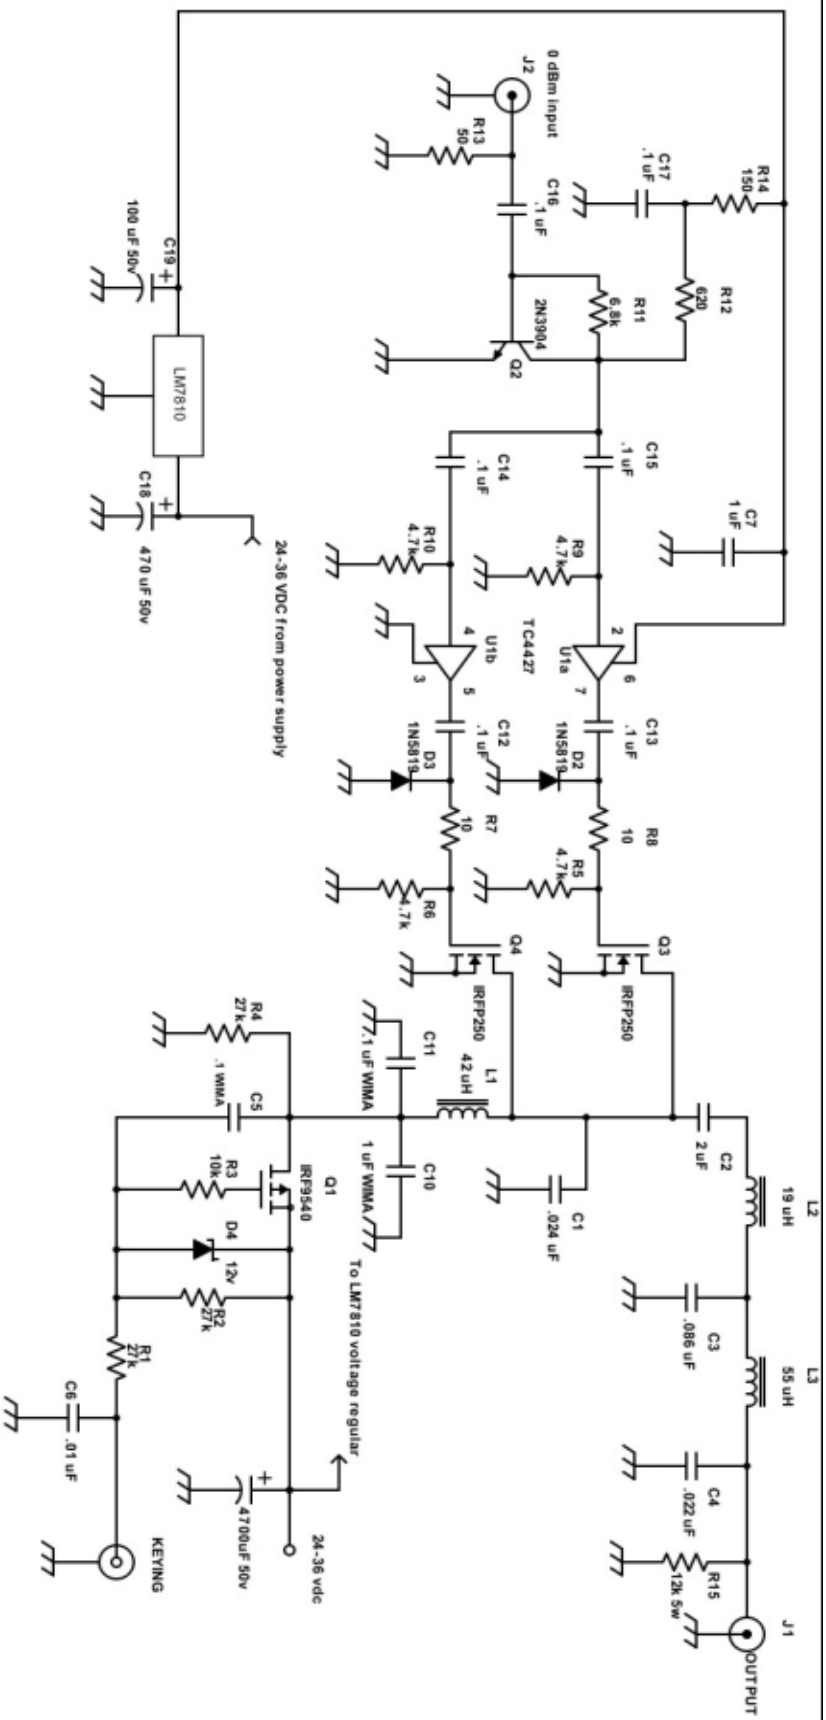 0 dBm input
J2
R13
50
C16
.1 uF
C17
.1 uF
R14
150
R12
620
R11
6.8k
2N3904
Q2
C19
+
100 uF 50v
LM7810
C18
+
470 uF 50v
24-36 VDC from power supply
C15
.1 uF
C14
.1 uF
R10
4.7k
R9
4.7k
C7
1 uF
2
U1a
6
7
TC4427
4
U1b
3
5
C13
.1 uF
C12
.1 uF
D2
1N5819
D3
1N5819
R8
10
R7
10
R5
4.7k
R6
4.7k
Q3
IRFP250
Q4
IRFP250
R4
27k
C5
.1 WIMA
C11
.1 uF WIMA
L1
42 uH
C10
1 uF WIMA
C1
.024 uF
C2
2 uF
L2
19 uH
C3
.086 uF
L3
55 uH
C4
.022 uF
R15
12k 5w
J1
OUTPUT
R3
10k
Q1
IRF9540
D4
12v
R2
27k
R1
27k
C6
.01 uF
To LM7810 voltage regular
+
4700uF 50v
24-36 vdc
KEYING